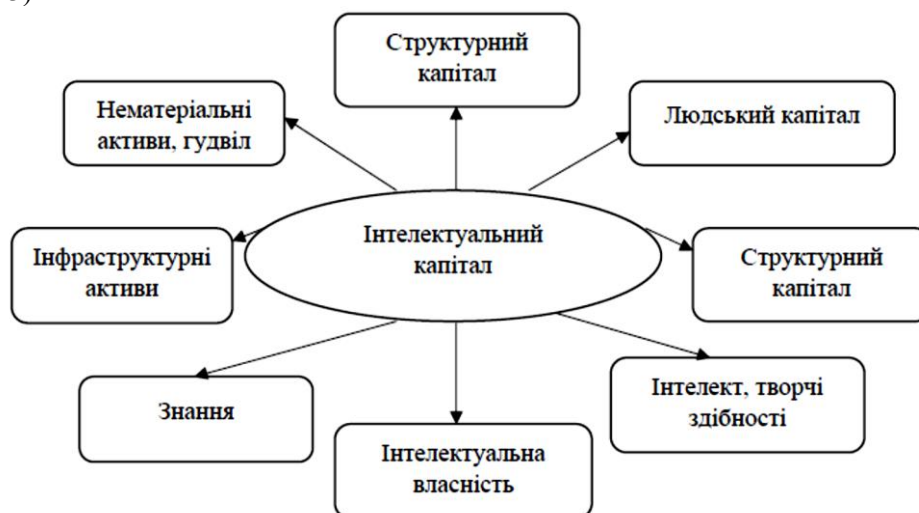 Структурний
капітал
Нематеріальні
активи, гудвіл
Людський капітал
Інтелектуальний
капітал
Інфраструктурні
активи
Структурний
капітал
Знання
Інтелект, творчі
здібності
Інтелектуальна
власність